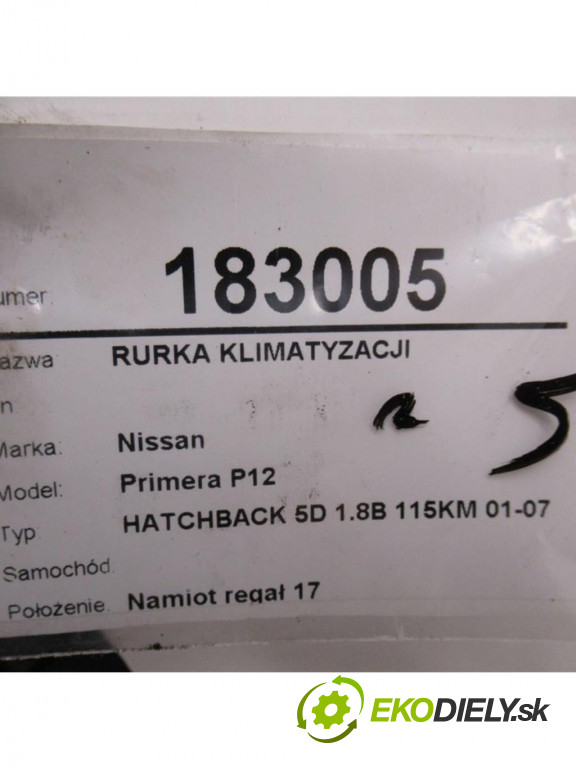 umer. 183005
azwa RURKA KLIMATYZACJI
n
Marka: Nissan
Model: Primera P12
Typ HATCHBACK 5D 1.8B 115KM 01-07
Samochód
Położenie. Namiot regał 17
5
EKODIELY.sk